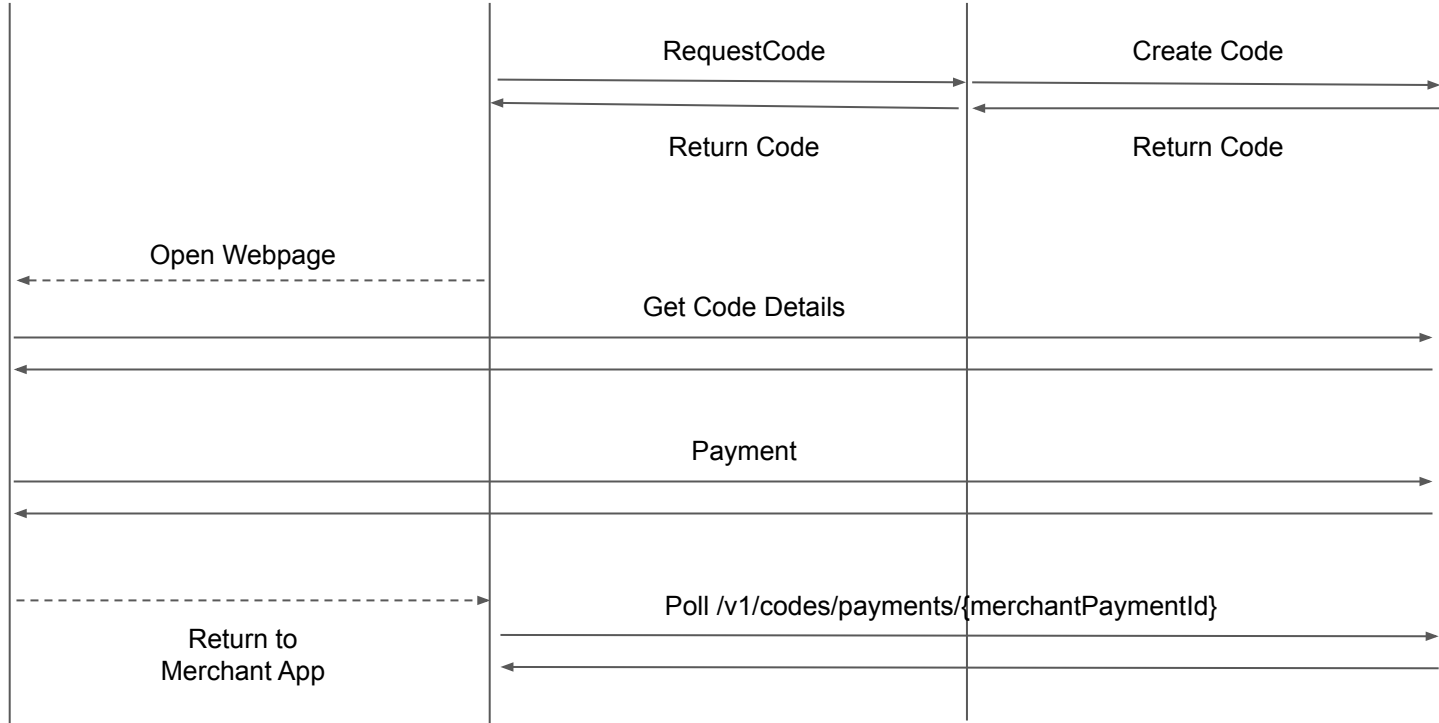 RequestCode
Create Code
Return Code
Return Code
Open Webpage
Get Code Details
Payment
Poll /v1/codes/payments/{merchantPaymentId}
Return to
Merchant App